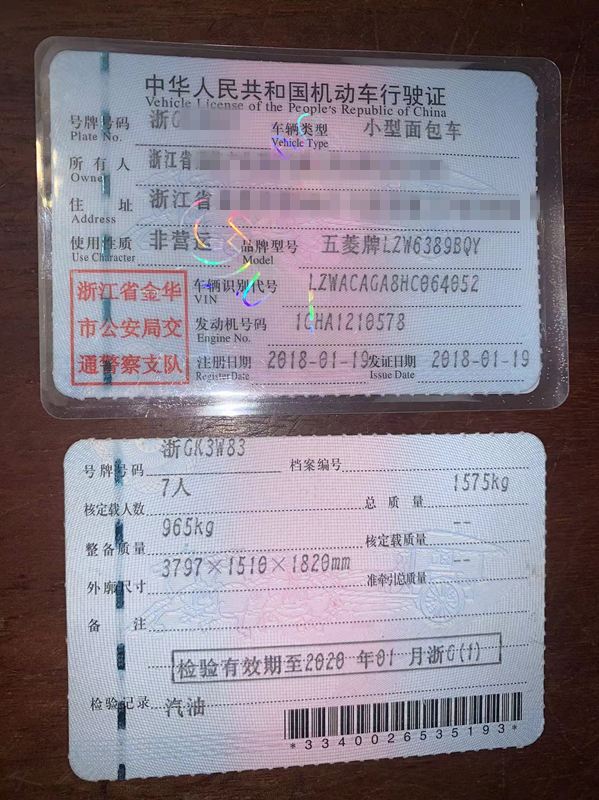 中华人民共和国机动车行驶证
Vehicle License of the People's Republic of China
号牌号码 浙G 车辆类型 小型面包车
Plate No. Vehicle Type
所有人 浙江省
Owner
住址 浙江省
Address
使用性质 非营运 品牌型号 五菱牌LZW6389BQY
Use Character Model
浙江省金华
市公安局交
通警察支队
车辆识别代号 LZWACAGA8HC064052
VIN
发动机号码 1GHA1210578
Engine No.
注册日期 2018-01-19 发证日期 2018-01-19
Register Date Issue Date
号牌号码 浙GK3W83 档案编号
核定载人数 7人 总质量 1575kg
整备质量 965kg 核定载质量 --
外廓尺寸 3797×1510×1820mm 准牵引总质量 --
备注
检验有效期至2020年01月浙G(1)
检验记录 汽油
*3340026535193*